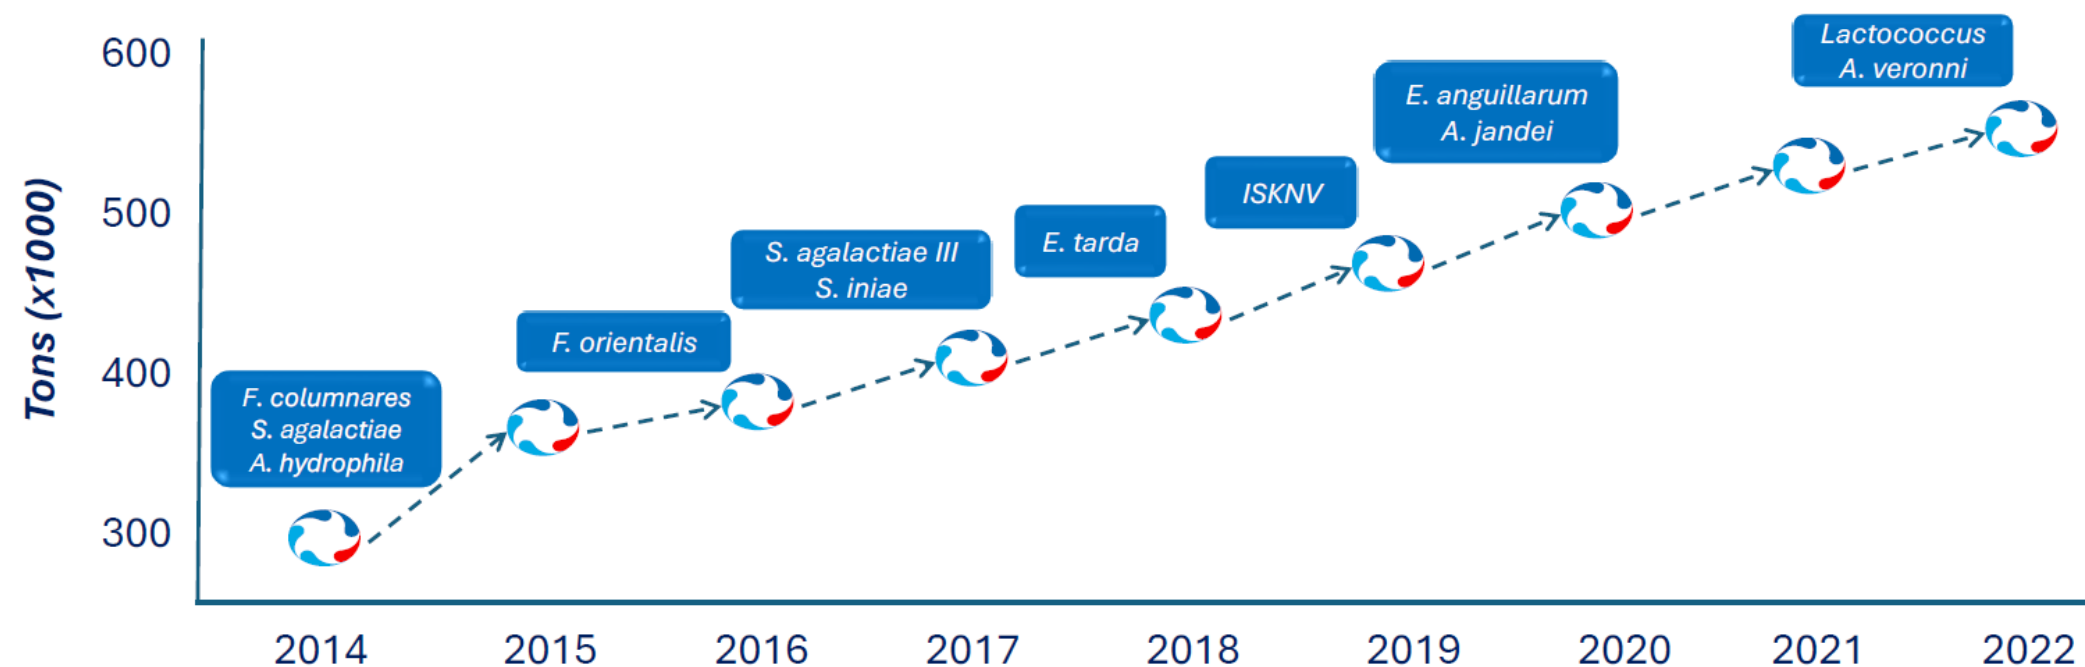 Tons (x1000)
600
500
400
300
F. columnares
S. agalactiae
A. hydrophila
F. orientalis
S. agalactiae III
S. iniae
E. tarda
ISKNV
E. anguillarum
A. jandei
Lactococcus
A. veronni
2014
2015
2016
2017
2018
2019
2020
2021
2022